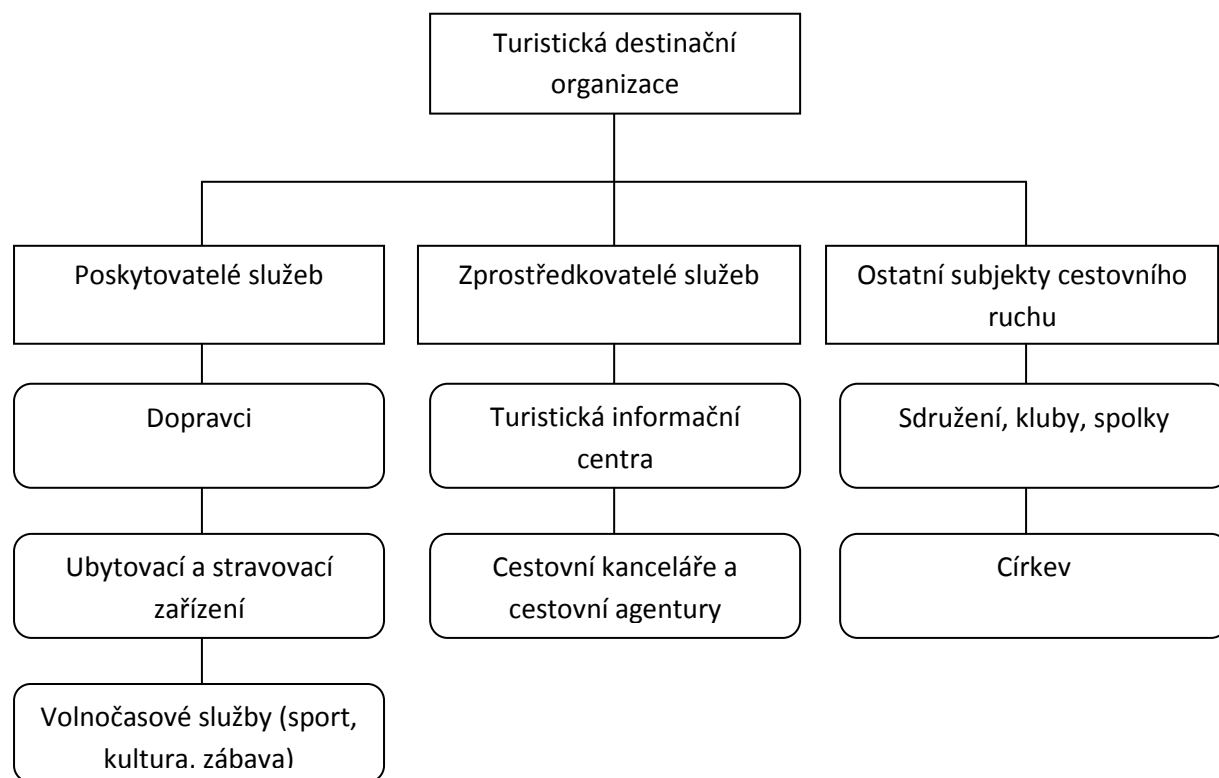 Turistická destinační
organizace
Poskytovatelé služeb
Zprostředkovatelé služeb
Ostatní subjekty cestovního
ruchu
Dopravci
Turistická informační
centra
Sdružení, kluby, spolky
Ubytovací a stravovací
zařízení
Cestovní kanceláře a
cestovní agentury
Církev
Volnočasové služby (sport,
kultura, zábava)